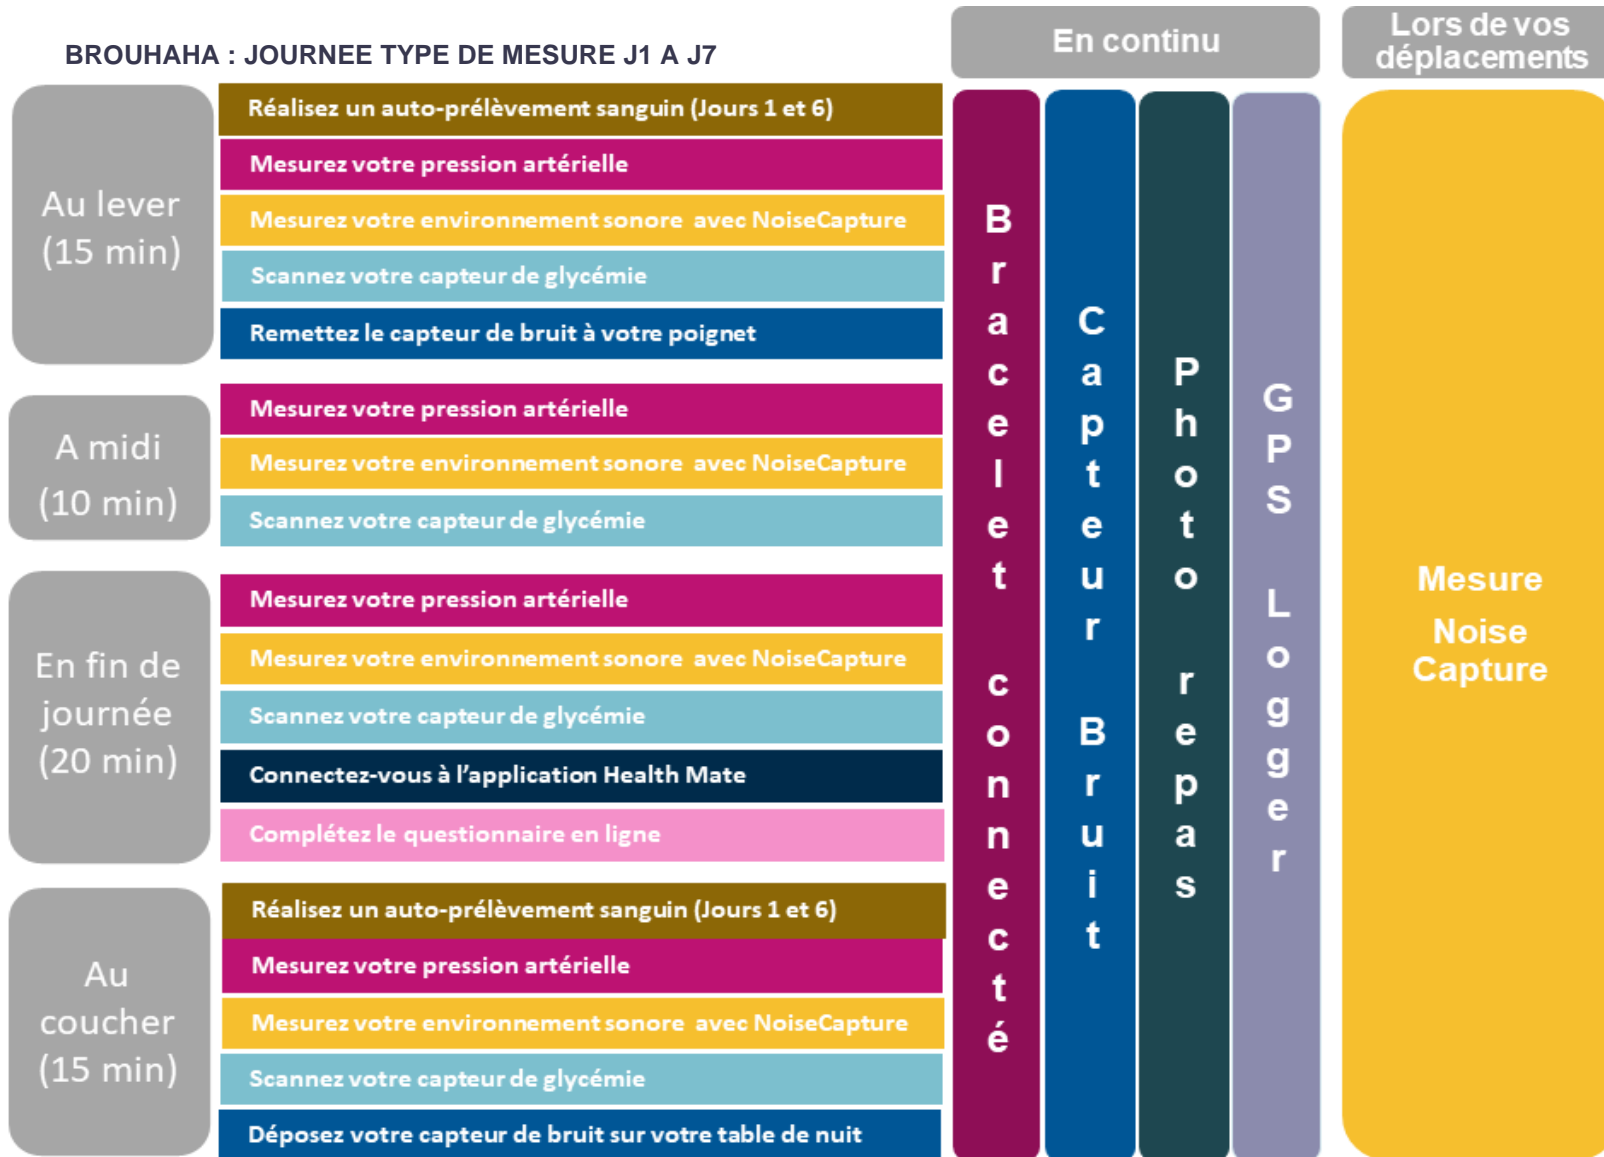 BROUHAHA : JOURNEE TYPE DE MESURE J1 A J7
En continu
Lors de vos
déplacements
Au lever
(15 min)
Réalisez un auto-prélèvement sanguin (Jours 1 et 6)
Mesurez votre pression artérielle
Mesurez votre environnement sonore avec NoiseCapture
Scannez votre capteur de glycémie
Remettez le capteur de bruit à votre poignet
A midi
(10 min)
Mesurez votre pression artérielle
Mesurez votre environnement sonore avec NoiseCapture
Scannez votre capteur de glycémie
En fin de
journée
(20 min)
Mesurez votre pression artérielle
Mesurez votre environnement sonore avec NoiseCapture
Scannez votre capteur de glycémie
Connectez-vous à l’application Health Mate
Complétez le questionnaire en ligne
Au
coucher
(15 min)
Réalisez un auto-prélèvement sanguin (Jours 1 et 6)
Mesurez votre pression artérielle
Mesurez votre environnement sonore avec NoiseCapture
Scannez votre capteur de glycémie
Déposez votre capteur de bruit sur votre table de nuit
Bracelet connecté
Capteur Bruit
Photo repas
GPS Logger
Mesure
Noise
Capture